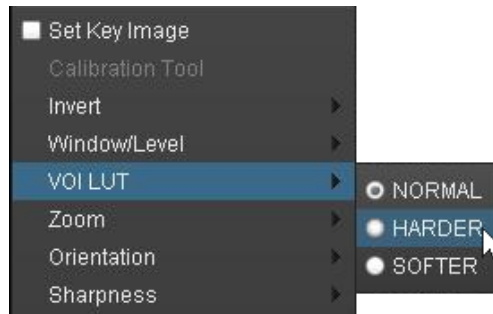 Set Key Image
Calibration Tool
Invert
Window/Level
VOI LUT
Zoom
Orientation
Sharpness
NORMAL
HARDER
SOFTER